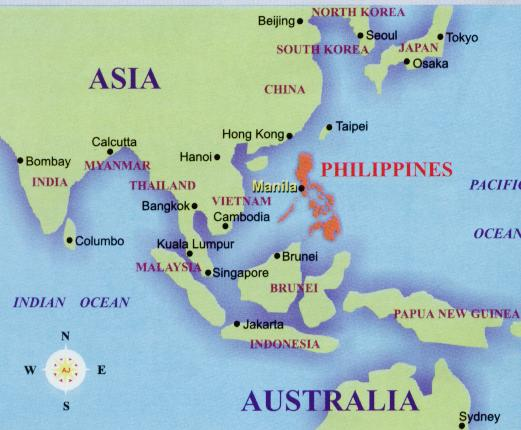 NORTH KOREA
Beijing
Seoul
Tokyo
SOUTH KOREA
JAPAN
Osaka
ASIA
CHINA
Taipei
Hong Kong
Calcutta
Hanoi
Bombay
MYANMAR
PHILIPPINES
INDIA
THAILAND
Manila
PACIFIC
Bangkok
VIETNAM
Cambodia
OCEAN
Columbo
Kuala Lumpur
Brunei
MALAYSIA
Singapore
BRUNEI
INDIAN OCEAN
PAPUA NEW GUINEA
Jakarta
N
INDONESIA
W
AJ
E
S
AUSTRALIA
Sydney